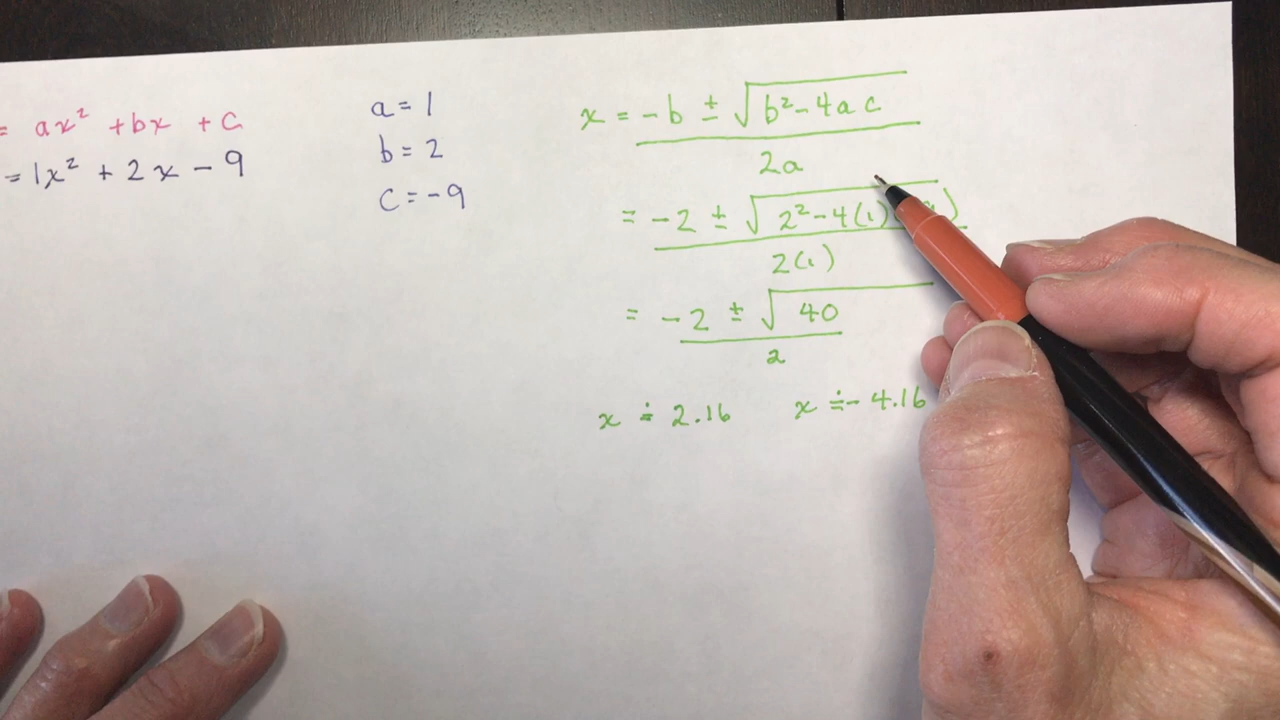 = ax² + bx + c
= 1x² + 2x - 9
a = 1
b = 2
c = -9
x = -b ± √b² - 4ac
2a
= -2 ± √2² - 4(1) )
2(1)
= -2 ± √40
2
x ≐ 2.16 x ≐ -4.16